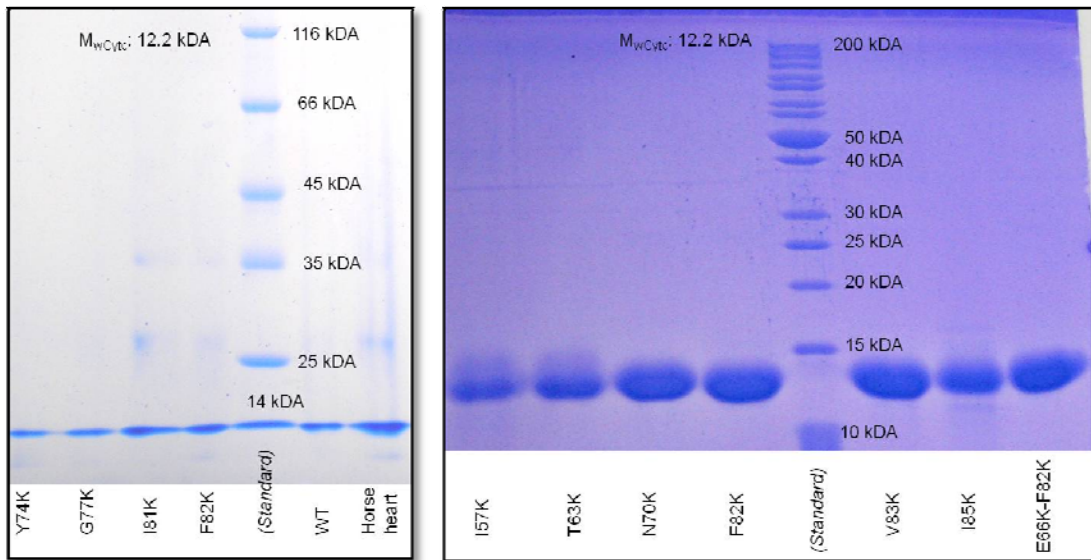 MwCytc: 12.2 kDA
116 kDA
66 kDA
45 kDA
35 kDA
25 kDA
14 kDA
Y74K
G77K
I81K
F82K
(Standard)
WT
Horse
heart
MwCytc: 12.2 kDA
200 kDA
50 kDA
40 kDA
30 kDA
25 kDA
20 kDA
15 kDA
10 kDA
I57K
T63K
N70K
F82K
(Standard)
V83K
I85K
E66K-F82K